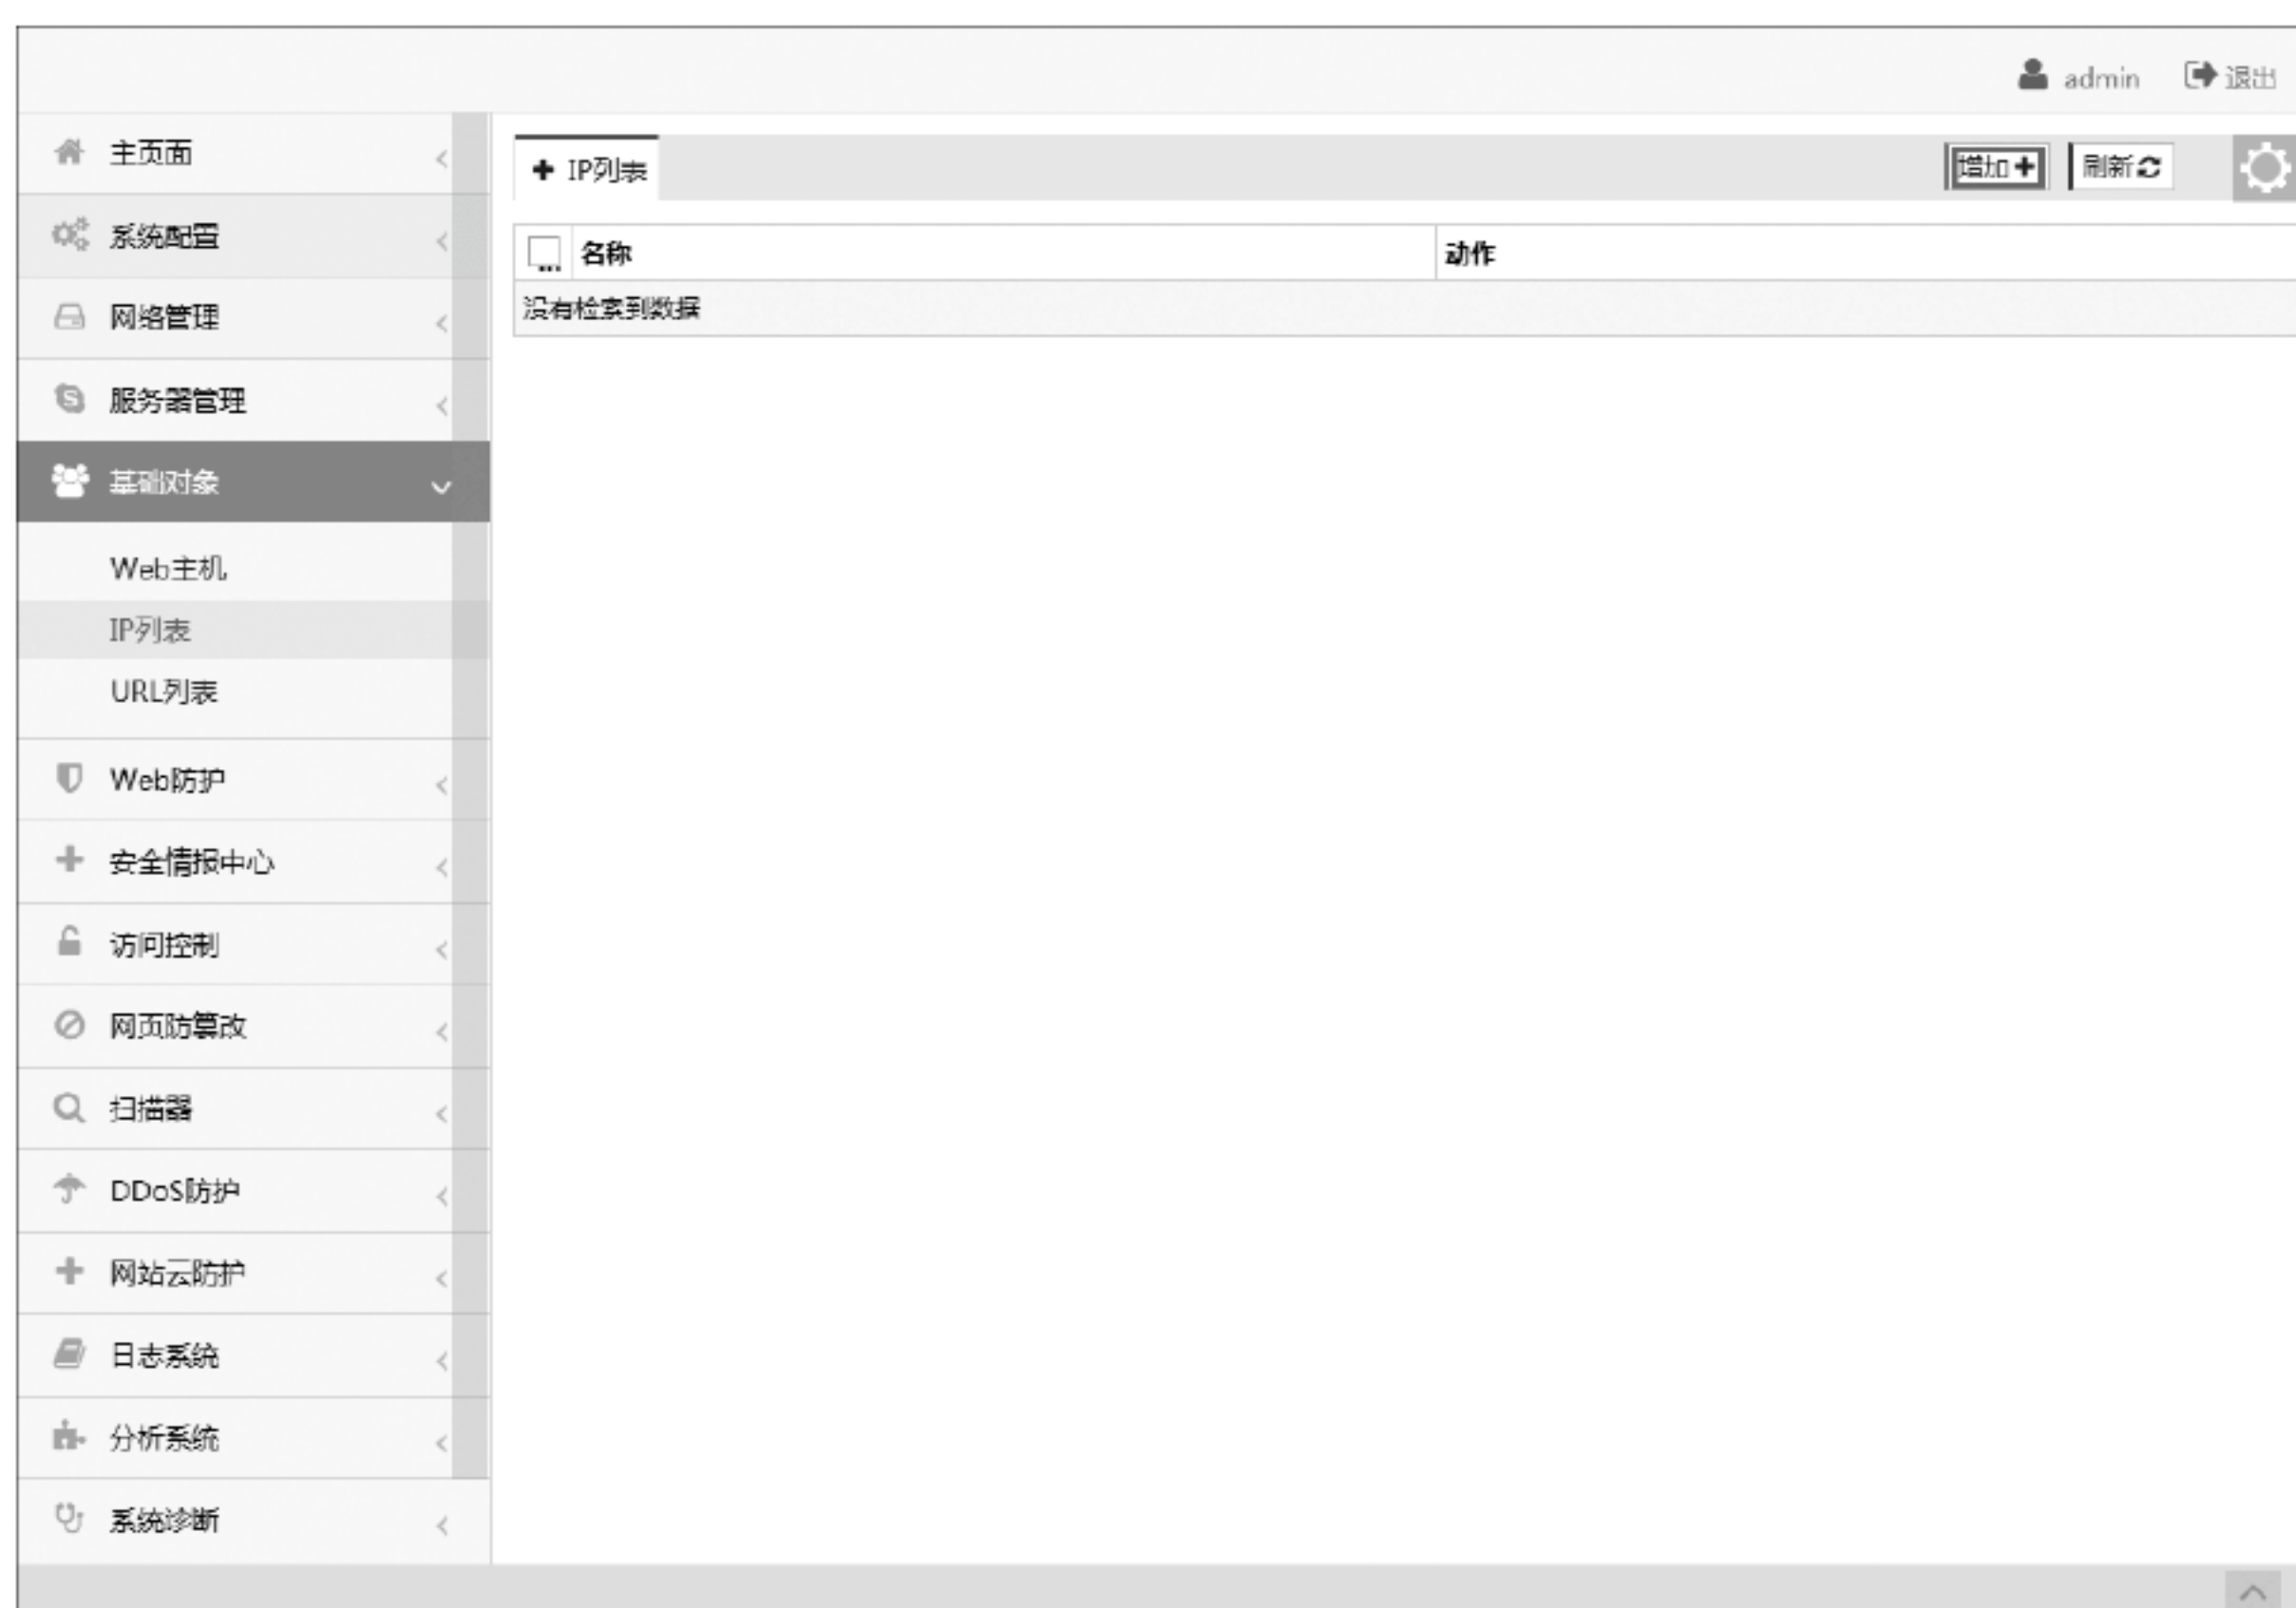 admin 退出
主页面
系统配置
网络管理
服务器管理
基础对象
Web主机
IP列表
URL列表
Web防护
安全情报中心
访问控制
网页防篡改
扫描器
DDoS防护
网站云防护
日志系统
分析系统
系统诊断
IP列表
增加 刷新
名称 动作
没有检索到数据